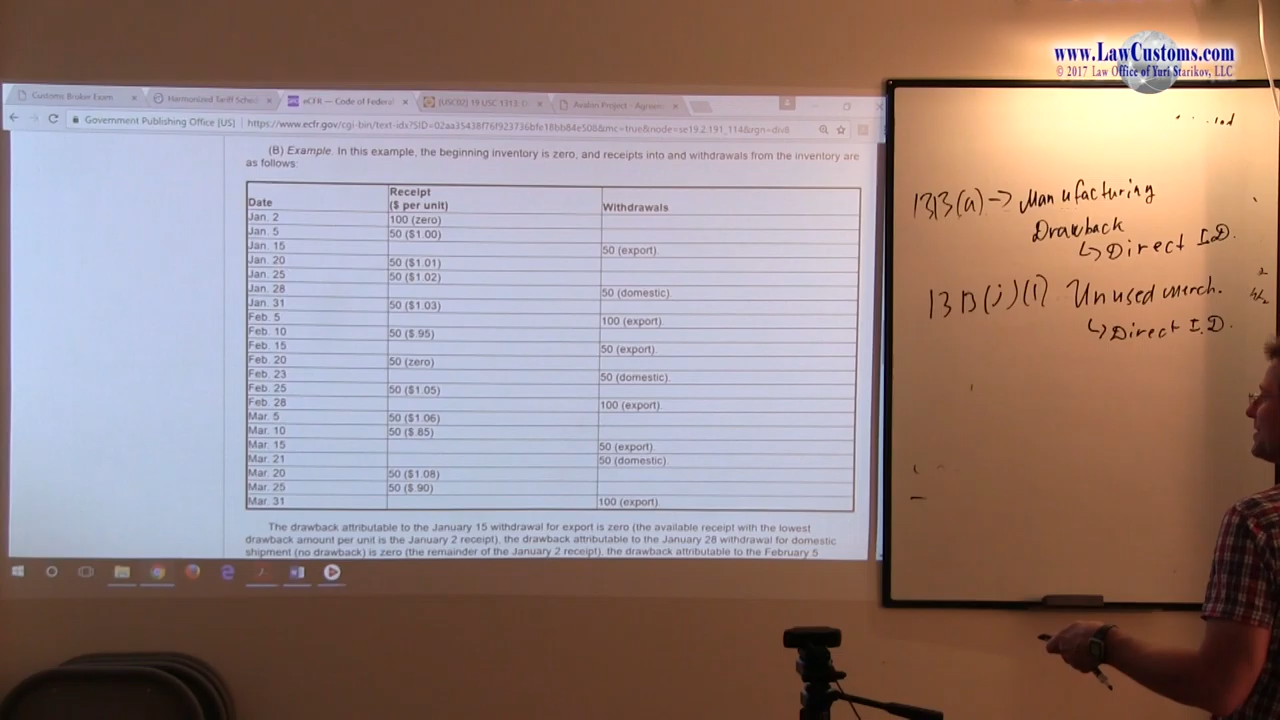 www.LawCustoms.com
© 2017 Law Office of Yuri Starikov, LLC
Customs Broker Exam
Harmonized Tariff Sched
eCFR — Code of Federal
[USC02] 19 USC 1313: D
Avalon Project - Agreem
Government Publishing Office [US] https://www.ecfr.gov/cgi-bin/text-idx?SID=02aa35438f76f923736bfe18bb84e508&mc=true&node=se19.2.191_114&rgn=div8
(B) Example. In this example, the beginning inventory is zero, and receipts into and withdrawals from the inventory are
as follows:
Date Receipt ($ per unit) Withdrawals
Jan. 2 100 (zero)
Jan. 5 50 ($1.00)
Jan. 15 50 (export).
Jan. 20 50 ($1.01)
Jan. 25 50 ($1.02)
Jan. 28 50 (domestic)
Jan. 31 50 ($1.03)
Feb. 5 100 (export).
Feb. 10 50 ($.95)
Feb. 15 50 (export).
Feb. 20 50 (zero)
Feb. 23 50 (domestic).
Feb. 25 50 ($1.05)
Feb. 28 100 (export).
Mar. 5 50 ($1.06)
Mar. 10 50 ($.85)
Mar. 15 50 (export).
Mar. 21 50 (domestic).
Mar. 20 50 ($1.08)
Mar. 25 50 ($.90)
Mar. 31 100 (export).
The drawback attributable to the January 15 withdrawal for export is zero (the available receipt with the lowest
drawback amount per unit is the January 2 receipt), the drawback attributable to the January 28 withdrawal for domestic
shipment (no drawback) is zero (the remainder of the January 2 receipt), the drawback attributable to the February 5
1313(a) → Manufacturing
Drawback
↳ Direct I.D.
1313(j)(1) Unused merch.
↳ Direct I.D.